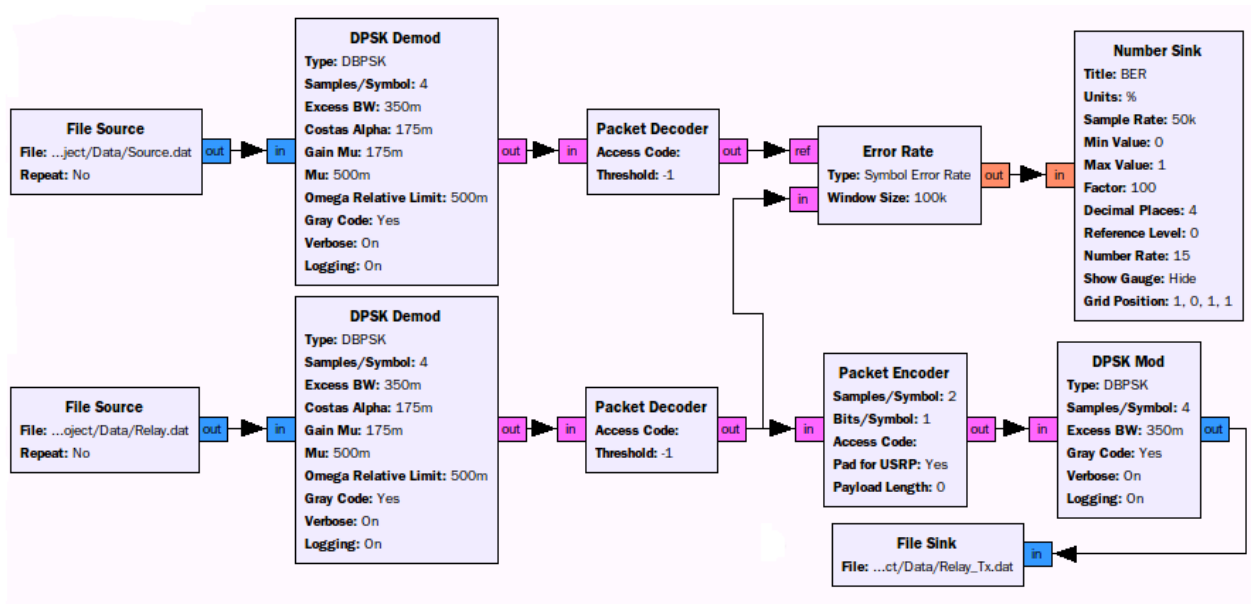 File Source
File: ...ject/Data/Source.dat
Repeat: No
out
in
DPSK Demod
Type: DBPSK
Samples/Symbol: 4
Excess BW: 350m
Costas Alpha: 175m
Gain Mu: 175m
Mu: 500m
Omega Relative Limit: 500m
Gray Code: Yes
Verbose: On
Logging: On
out
in
Packet Decoder
Access Code:
Threshold: -1
out
ref
in
Error Rate
Type: Symbol Error Rate
Window Size: 100k
out
in
Number Sink
Title: BER
Units: %
Sample Rate: 50k
Min Value: 0
Max Value: 1
Factor: 100
Decimal Places: 4
Reference Level: 0
Number Rate: 15
Show Gauge: Hide
Grid Position: 1, 0, 1, 1
File Source
File: ...oject/Data/Relay.dat
Repeat: No
out
in
DPSK Demod
Type: DBPSK
Samples/Symbol: 4
Excess BW: 350m
Costas Alpha: 175m
Gain Mu: 175m
Mu: 500m
Omega Relative Limit: 500m
Gray Code: Yes
Verbose: On
Logging: On
out
in
Packet Decoder
Access Code:
Threshold: -1
out
in
Packet Encoder
Samples/Symbol: 2
Bits/Symbol: 1
Access Code:
Pad for USRP: Yes
Payload Length: 0
out
in
DPSK Mod
Type: DBPSK
Samples/Symbol: 4
Excess BW: 350m
Gray Code: Yes
Verbose: On
Logging: On
out
File Sink
File: ...ct/Data/Relay_Tx.dat
in